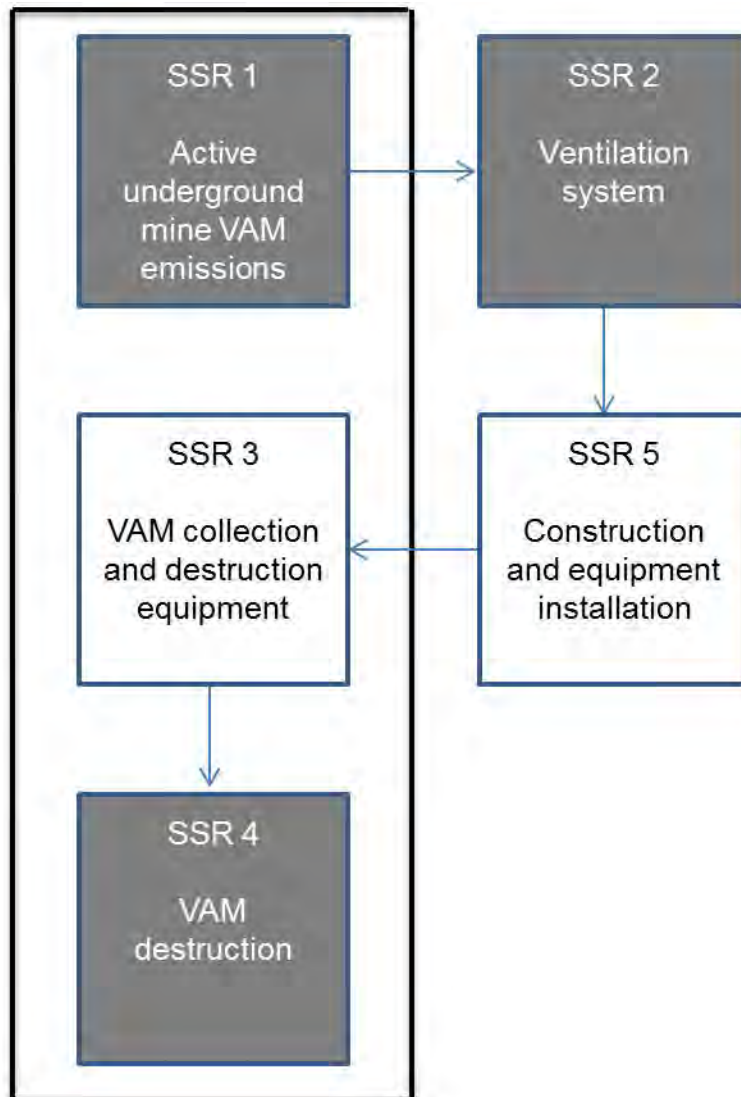 SSR 1
Active
underground
mine VAM
emissions
SSR 2
Ventilation
system
SSR 3
VAM collection
and destruction
equipment
SSR 5
Construction
and equipment
installation
SSR 4
VAM
destruction